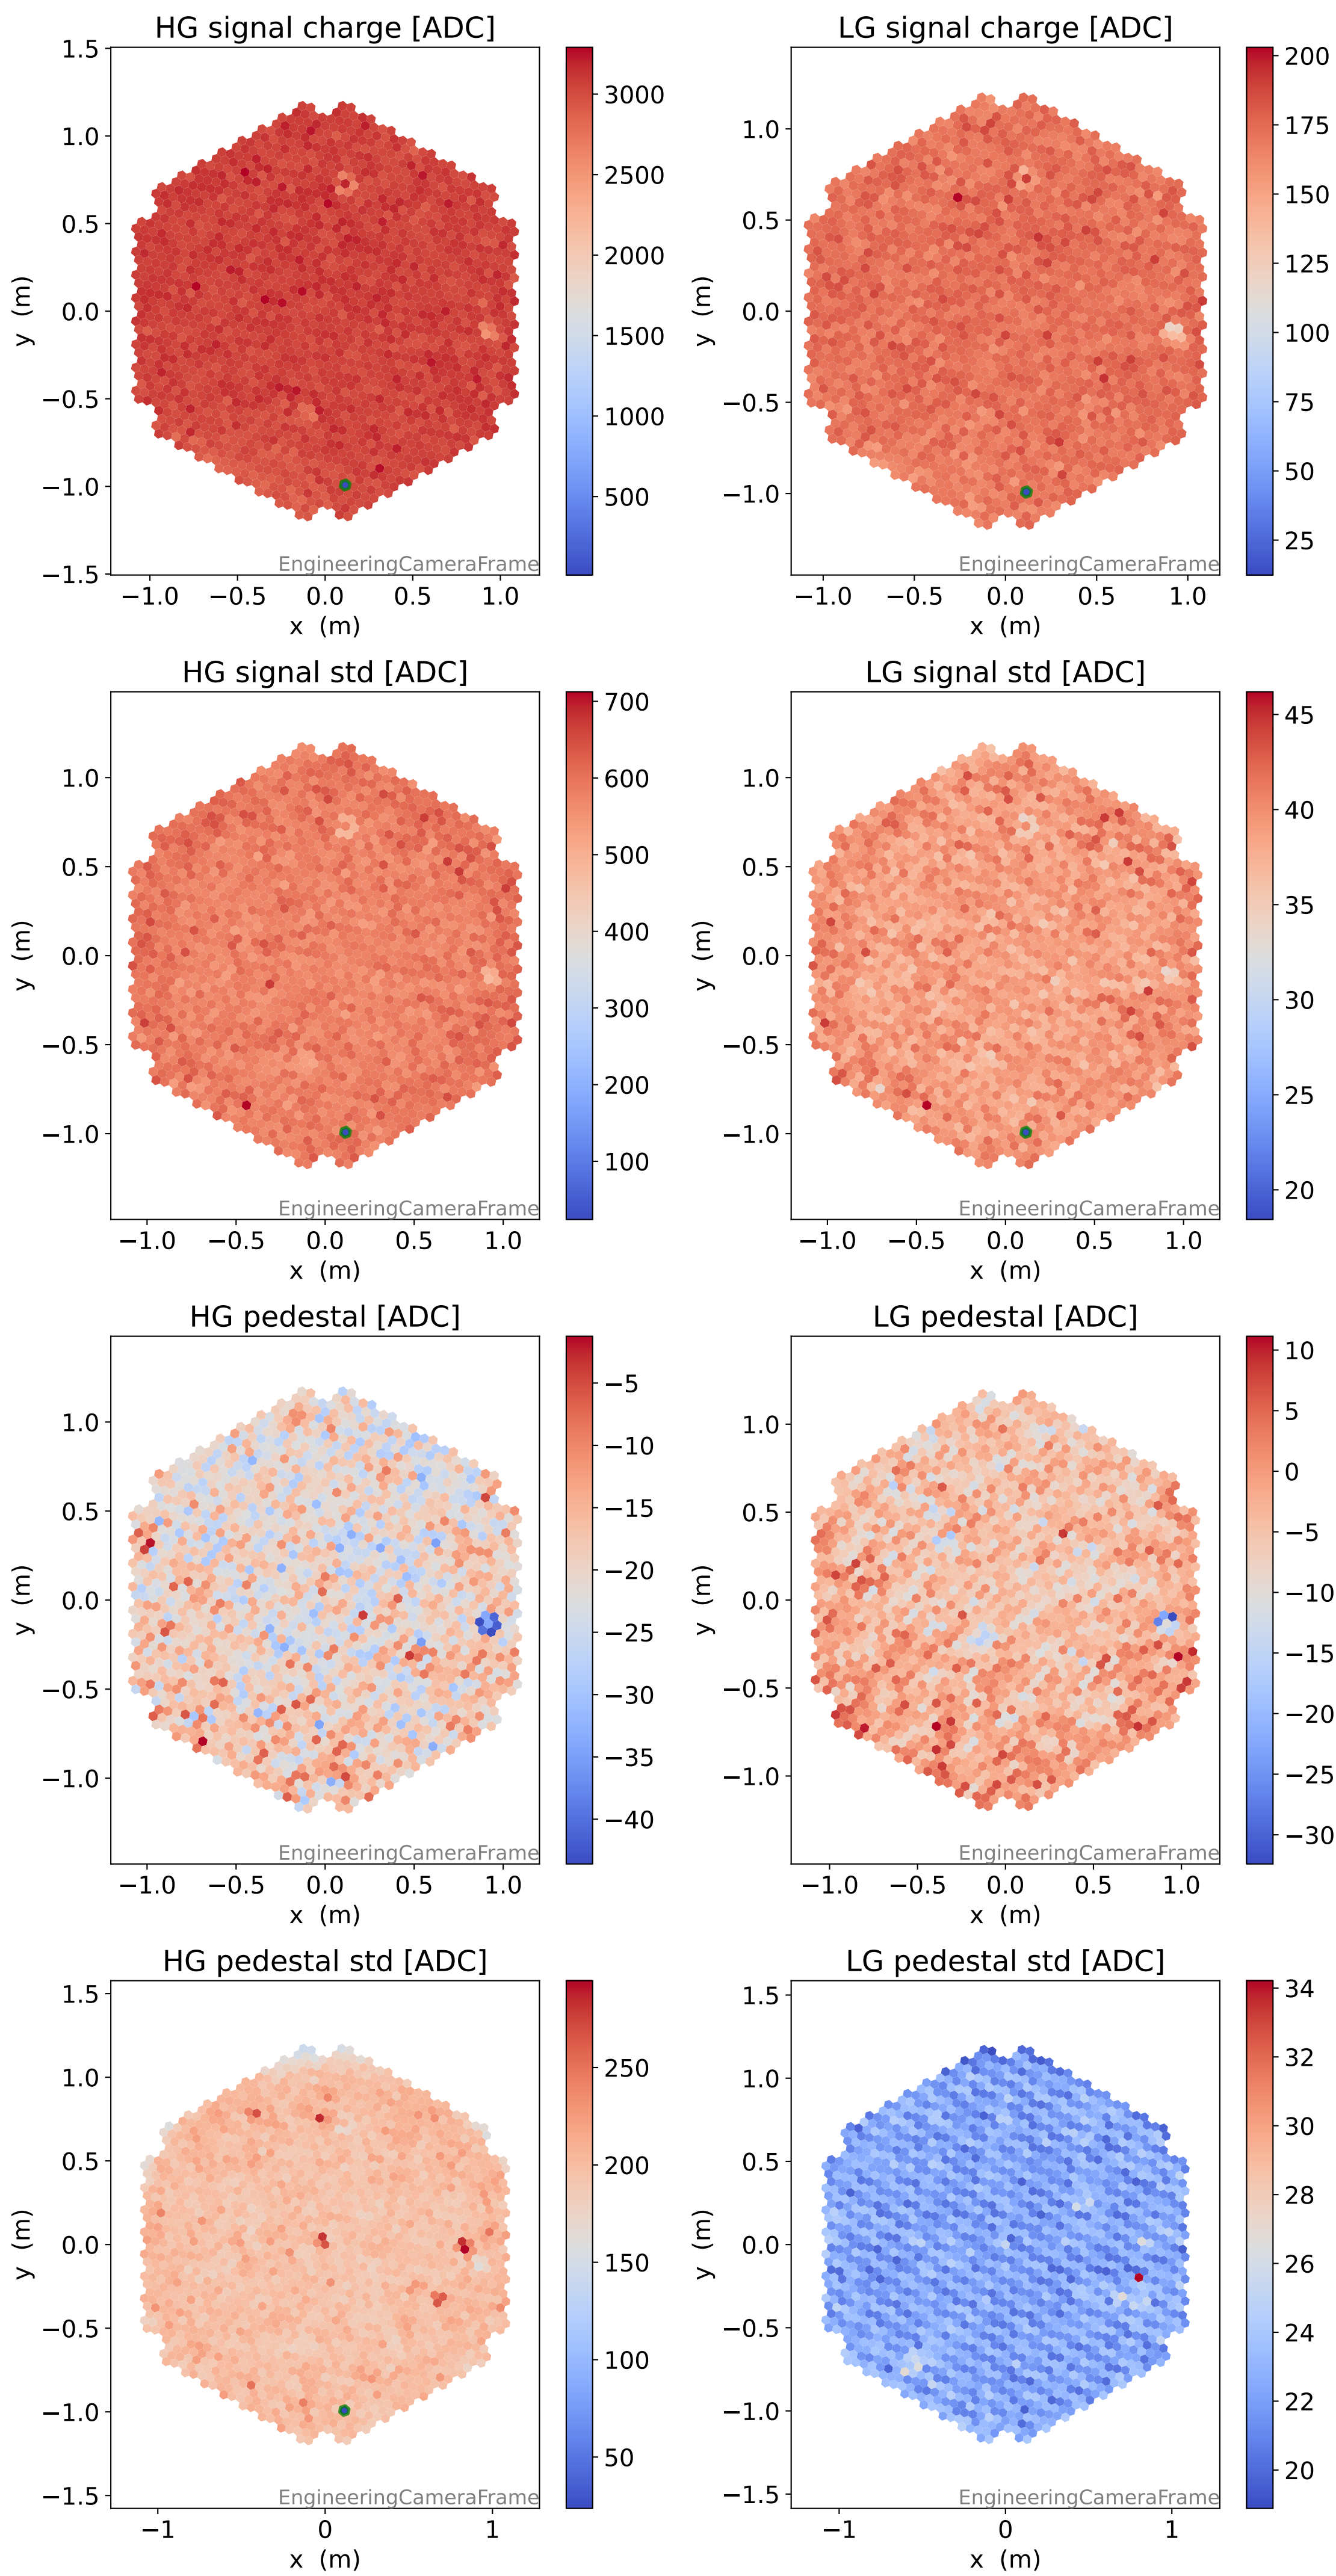 HG signal charge [ADC]
1.5
1.0
0.5
0.0
−0.5
−1.0
−1.5
y (m)
−1.0 −0.5 0.0 0.5 1.0
x (m)
EngineeringCameraFrame
3000
2500
2000
1500
1000
500
LG signal charge [ADC]
1.0
0.5
0.0
−0.5
−1.0
y (m)
−1.0 −0.5 0.0 0.5 1.0
x (m)
EngineeringCameraFrame
200
175
150
125
100
75
50
25
HG signal std [ADC]
1.0
0.5
0.0
−0.5
−1.0
y (m)
−1.0 −0.5 0.0 0.5 1.0
x (m)
EngineeringCameraFrame
700
600
500
400
300
200
100
LG signal std [ADC]
1.0
0.5
0.0
−0.5
−1.0
y (m)
−1.0 −0.5 0.0 0.5 1.0
x (m)
EngineeringCameraFrame
45
40
35
30
25
20
HG pedestal [ADC]
1.0
0.5
0.0
−0.5
−1.0
y (m)
−1.0 −0.5 0.0 0.5 1.0
x (m)
EngineeringCameraFrame
−5
−10
−15
−20
−25
−30
−35
−40
LG pedestal [ADC]
1.0
0.5
0.0
−0.5
−1.0
y (m)
−1.0 −0.5 0.0 0.5 1.0
x (m)
EngineeringCameraFrame
10
5
0
−5
−10
−15
−20
−25
−30
HG pedestal std [ADC]
1.5
1.0
0.5
0.0
−0.5
−1.0
−1.5
y (m)
−1 0 1
x (m)
EngineeringCameraFrame
250
200
150
100
50
LG pedestal std [ADC]
1.5
1.0
0.5
0.0
−0.5
−1.0
−1.5
y (m)
−1 0 1
x (m)
EngineeringCameraFrame
34
32
30
28
26
24
22
20